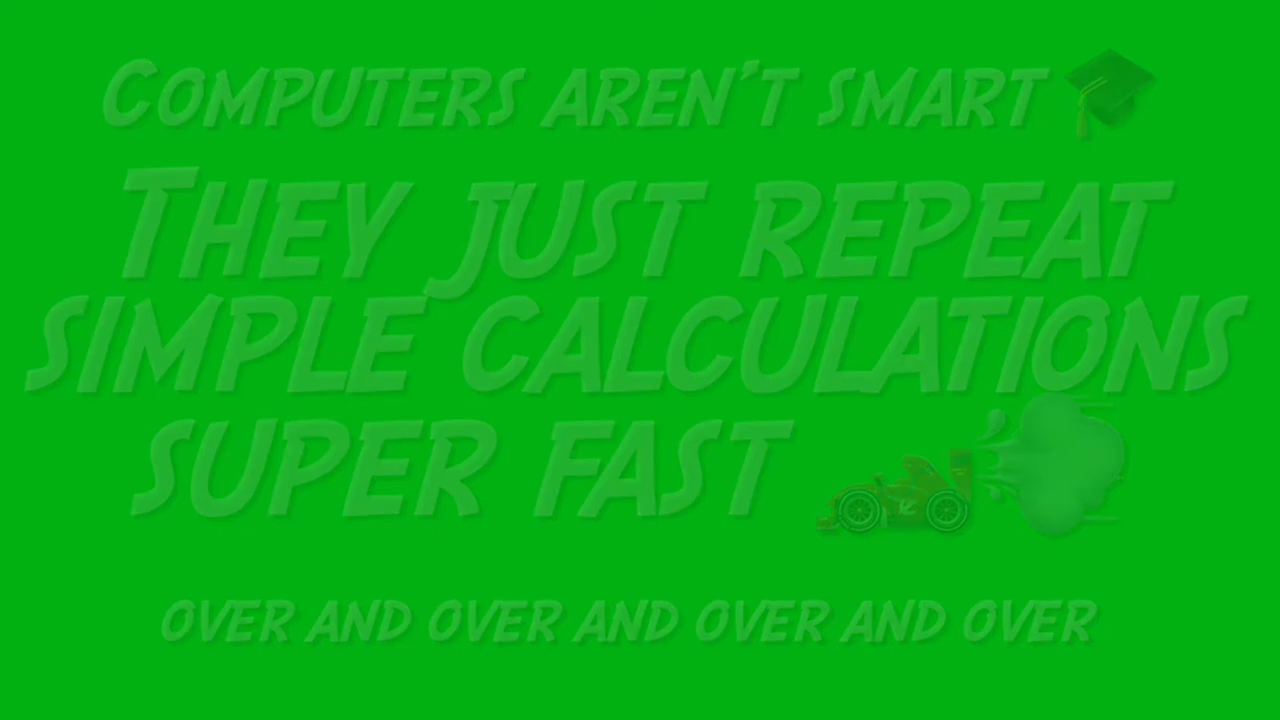 Computers aren't smart
They just repeat
simple calculations
super fast
over and over and over and over